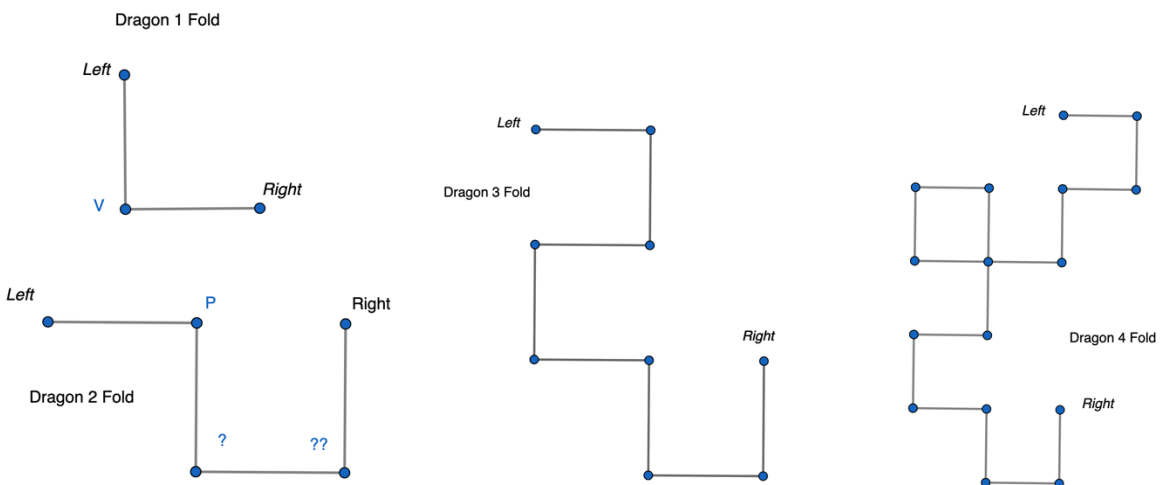 Dragon 1 Fold
Left
V
Right
Left
P
Right
Dragon 2 Fold
?
??
Left
Dragon 3 Fold
Right
Left
Dragon 4 Fold
Right